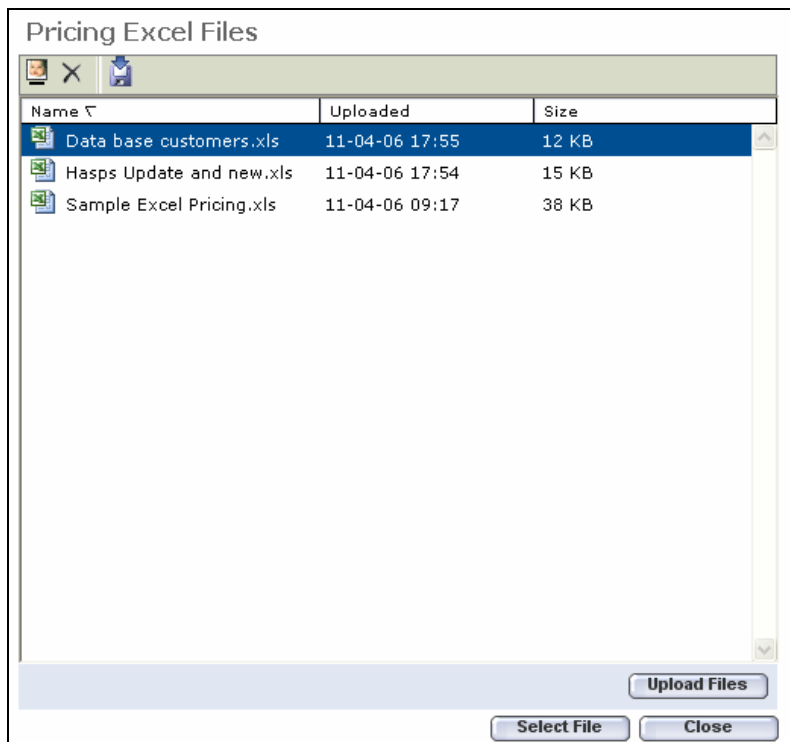 Pricing Excel Files
Name Uploaded Size
Data base customers.xls 11-04-06 17:55 12 KB
Hasps Update and new.xls 11-04-06 17:54 15 KB
Sample Excel Pricing.xls 11-04-06 09:17 38 KB
Upload Files
Select File Close